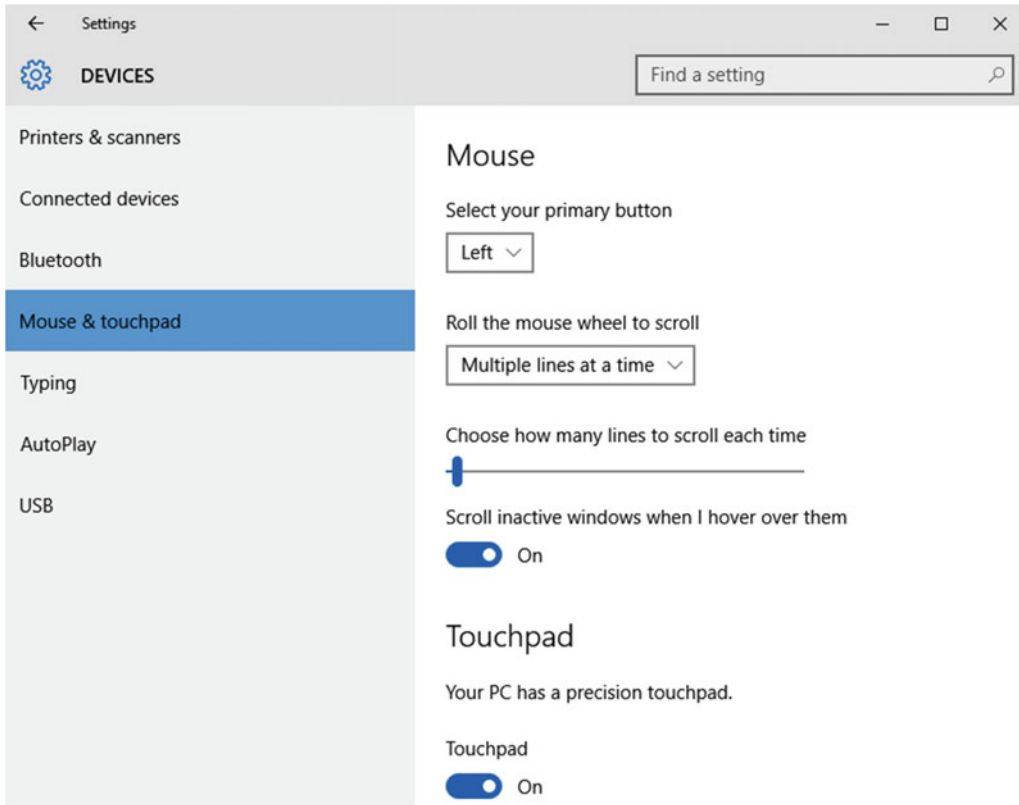 Settings
DEVICES
Find a setting
Printers & scanners
Connected devices
Bluetooth
Mouse & touchpad
Typing
AutoPlay
USB
Mouse
Select your primary button
Left
Roll the mouse wheel to scroll
Multiple lines at a time
Choose how many lines to scroll each time
Scroll inactive windows when I hover over them
On
Touchpad
Your PC has a precision touchpad.
Touchpad
On